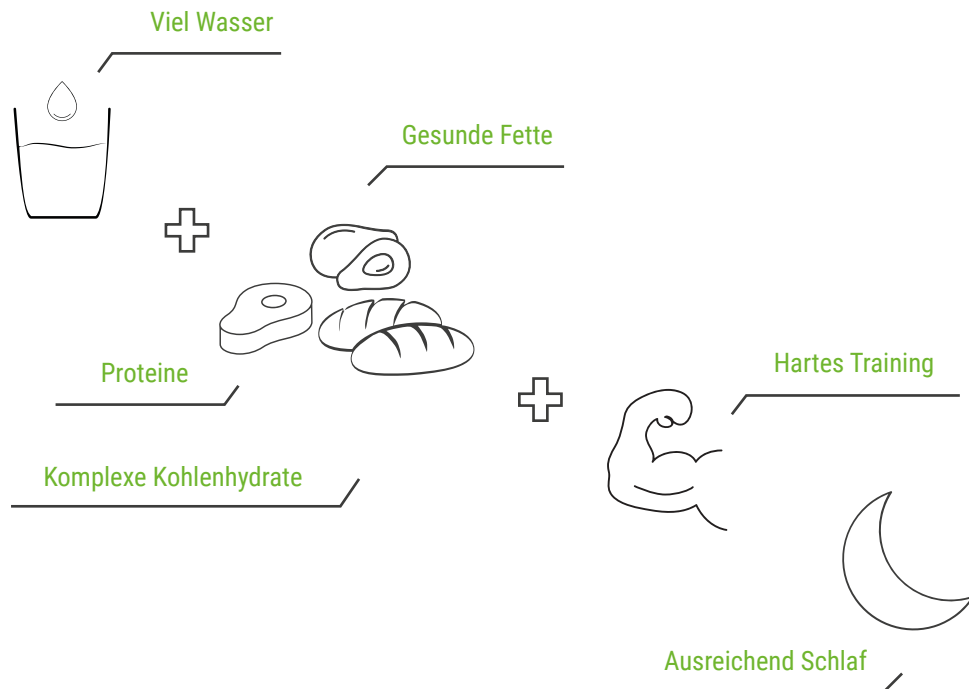 Viel Wasser
Gesunde Fette
Proteine
Hartes Training
Komplexe Kohlenhydrate
Ausreichend Schlaf